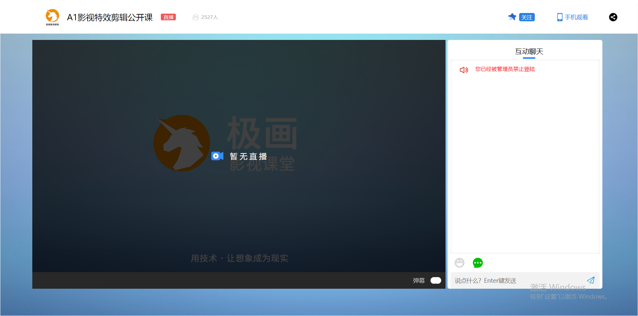 A1影视特效剪辑公开课 直播 2527人 关注 手机观看
互动聊天
您已经被管理员禁止登陆
极画
影视课堂
暂无直播
用技术·让想象成为现实
弹幕
说点什么? Enter键发送
激活 Windows
转到"设置"以激活 Windows。